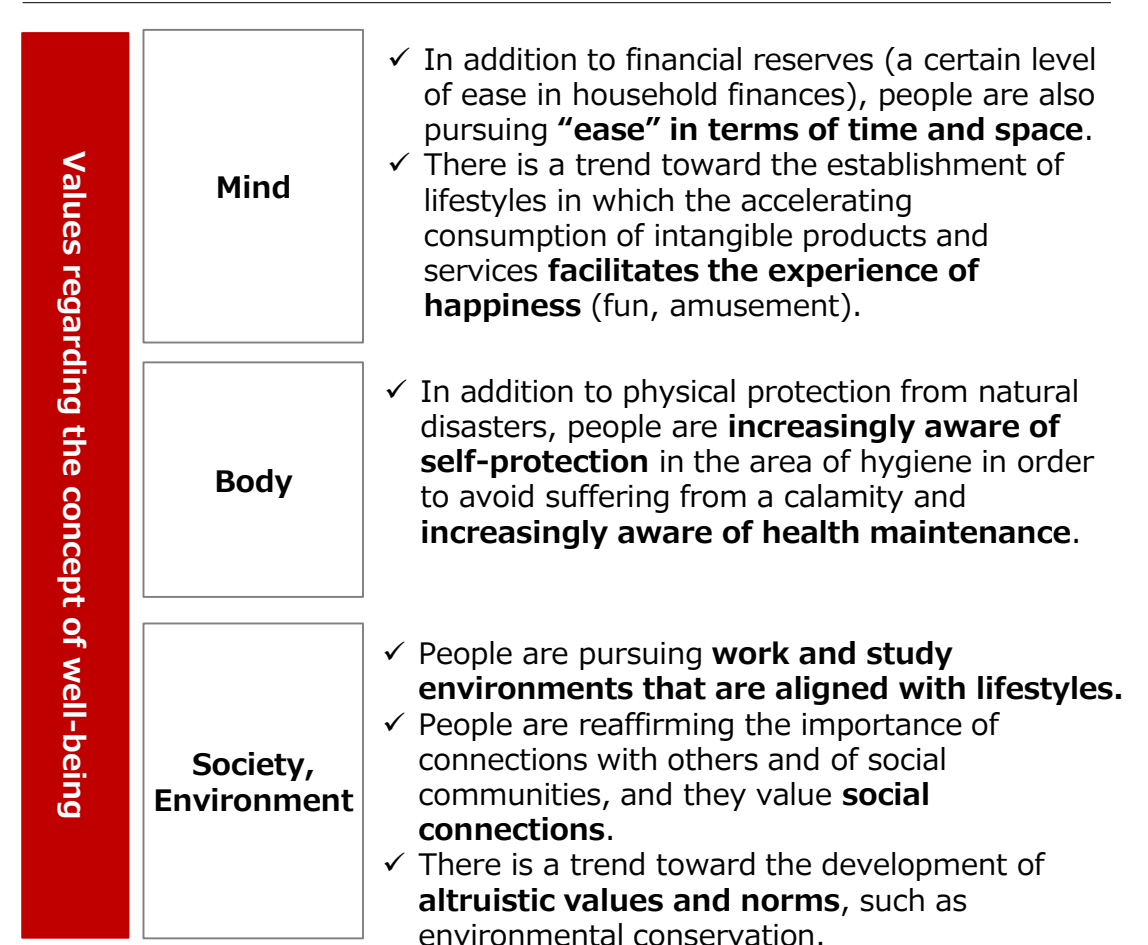 Values regarding the concept of well-being
Mind
✓ In addition to financial reserves (a certain level
of ease in household finances), people are also
pursuing “ease” in terms of time and space.
✓ There is a trend toward the establishment of
lifestyles in which the accelerating
consumption of intangible products and
services facilitates the experience of
happiness (fun, amusement).
Body
✓ In addition to physical protection from natural
disasters, people are increasingly aware of
self-protection in the area of hygiene in order
to avoid suffering from a calamity and
increasingly aware of health maintenance.
Society,
Environment
✓ People are pursuing work and study
environments that are aligned with lifestyles.
✓ People are reaffirming the importance of
connections with others and of social
communities, and they value social
connections.
✓ There is a trend toward the development of
altruistic values and norms, such as
environmental conservation.